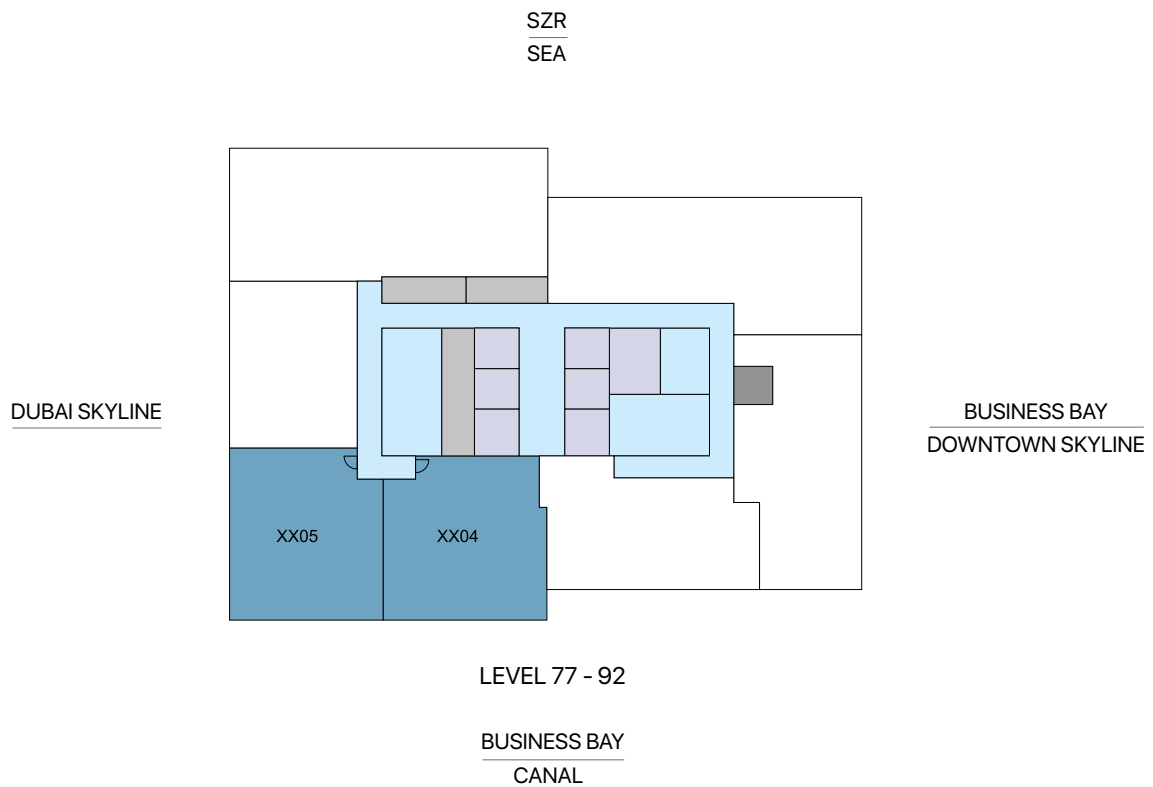 SZR
SEA
DUBAI SKYLINE
BUSINESS BAY
DOWNTOWN SKYLINE
XX05
XX04
LEVEL 77 - 92
BUSINESS BAY
CANAL